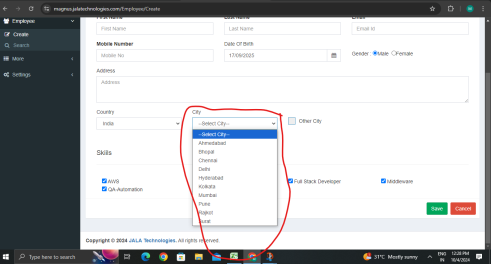 magnus.jalatechnologies.com/Employee/Create
Employee
First Name
Last Name
Create
First Name
Last Name
Email Id
Search
More
Mobile Number
Date Of Birth
Settings
Mobile No
17/09/2025
Gender : Male Female
Address
Address
Country
City
India
--Select City--
Other City
--Select City--
Ahmedabad
Bhopal
Chennai
Delhi
Hyderabad
Kolkata
Mumbai
Pune
Rajkot
Surat
Skills
AWS
Full Stack Developer
Middleware
QA-Automation
Save
Cancel
Copyright © 2024 JALA Technologies. All rights reserved.
Type here to search
31°C Mostly sunny
ENG
IN
12:28 PM
10/4/2024